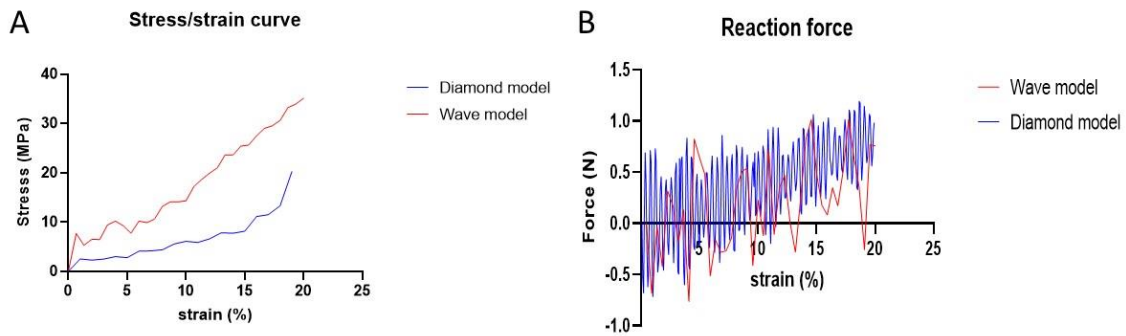 A
Stress/strain curve
40
30
20
10
0
Stresss (MPa)
0 5 10 15 20 25
strain (%)
Diamond model
Wave model
B
Reaction force
1.5
1.0
0.5
0.0
-0.5
-1.0
Force (N)
5 10 15 20 25
strain (%)
Wave model
Diamond model